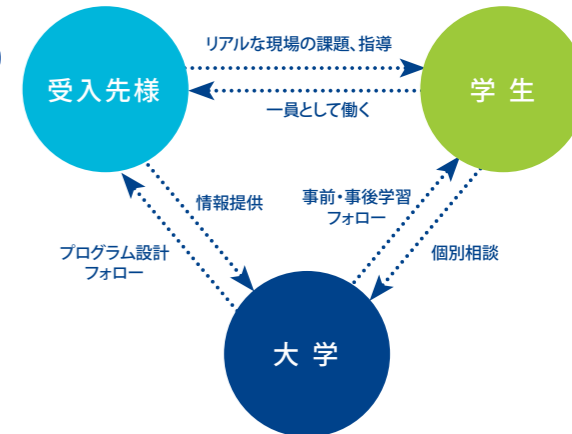 リアルな現場の課題、指導
受入先様
学生
一員として働く
情報提供
事前・事後学習
フォロー
プログラム設計
フォロー
個別相談
大学